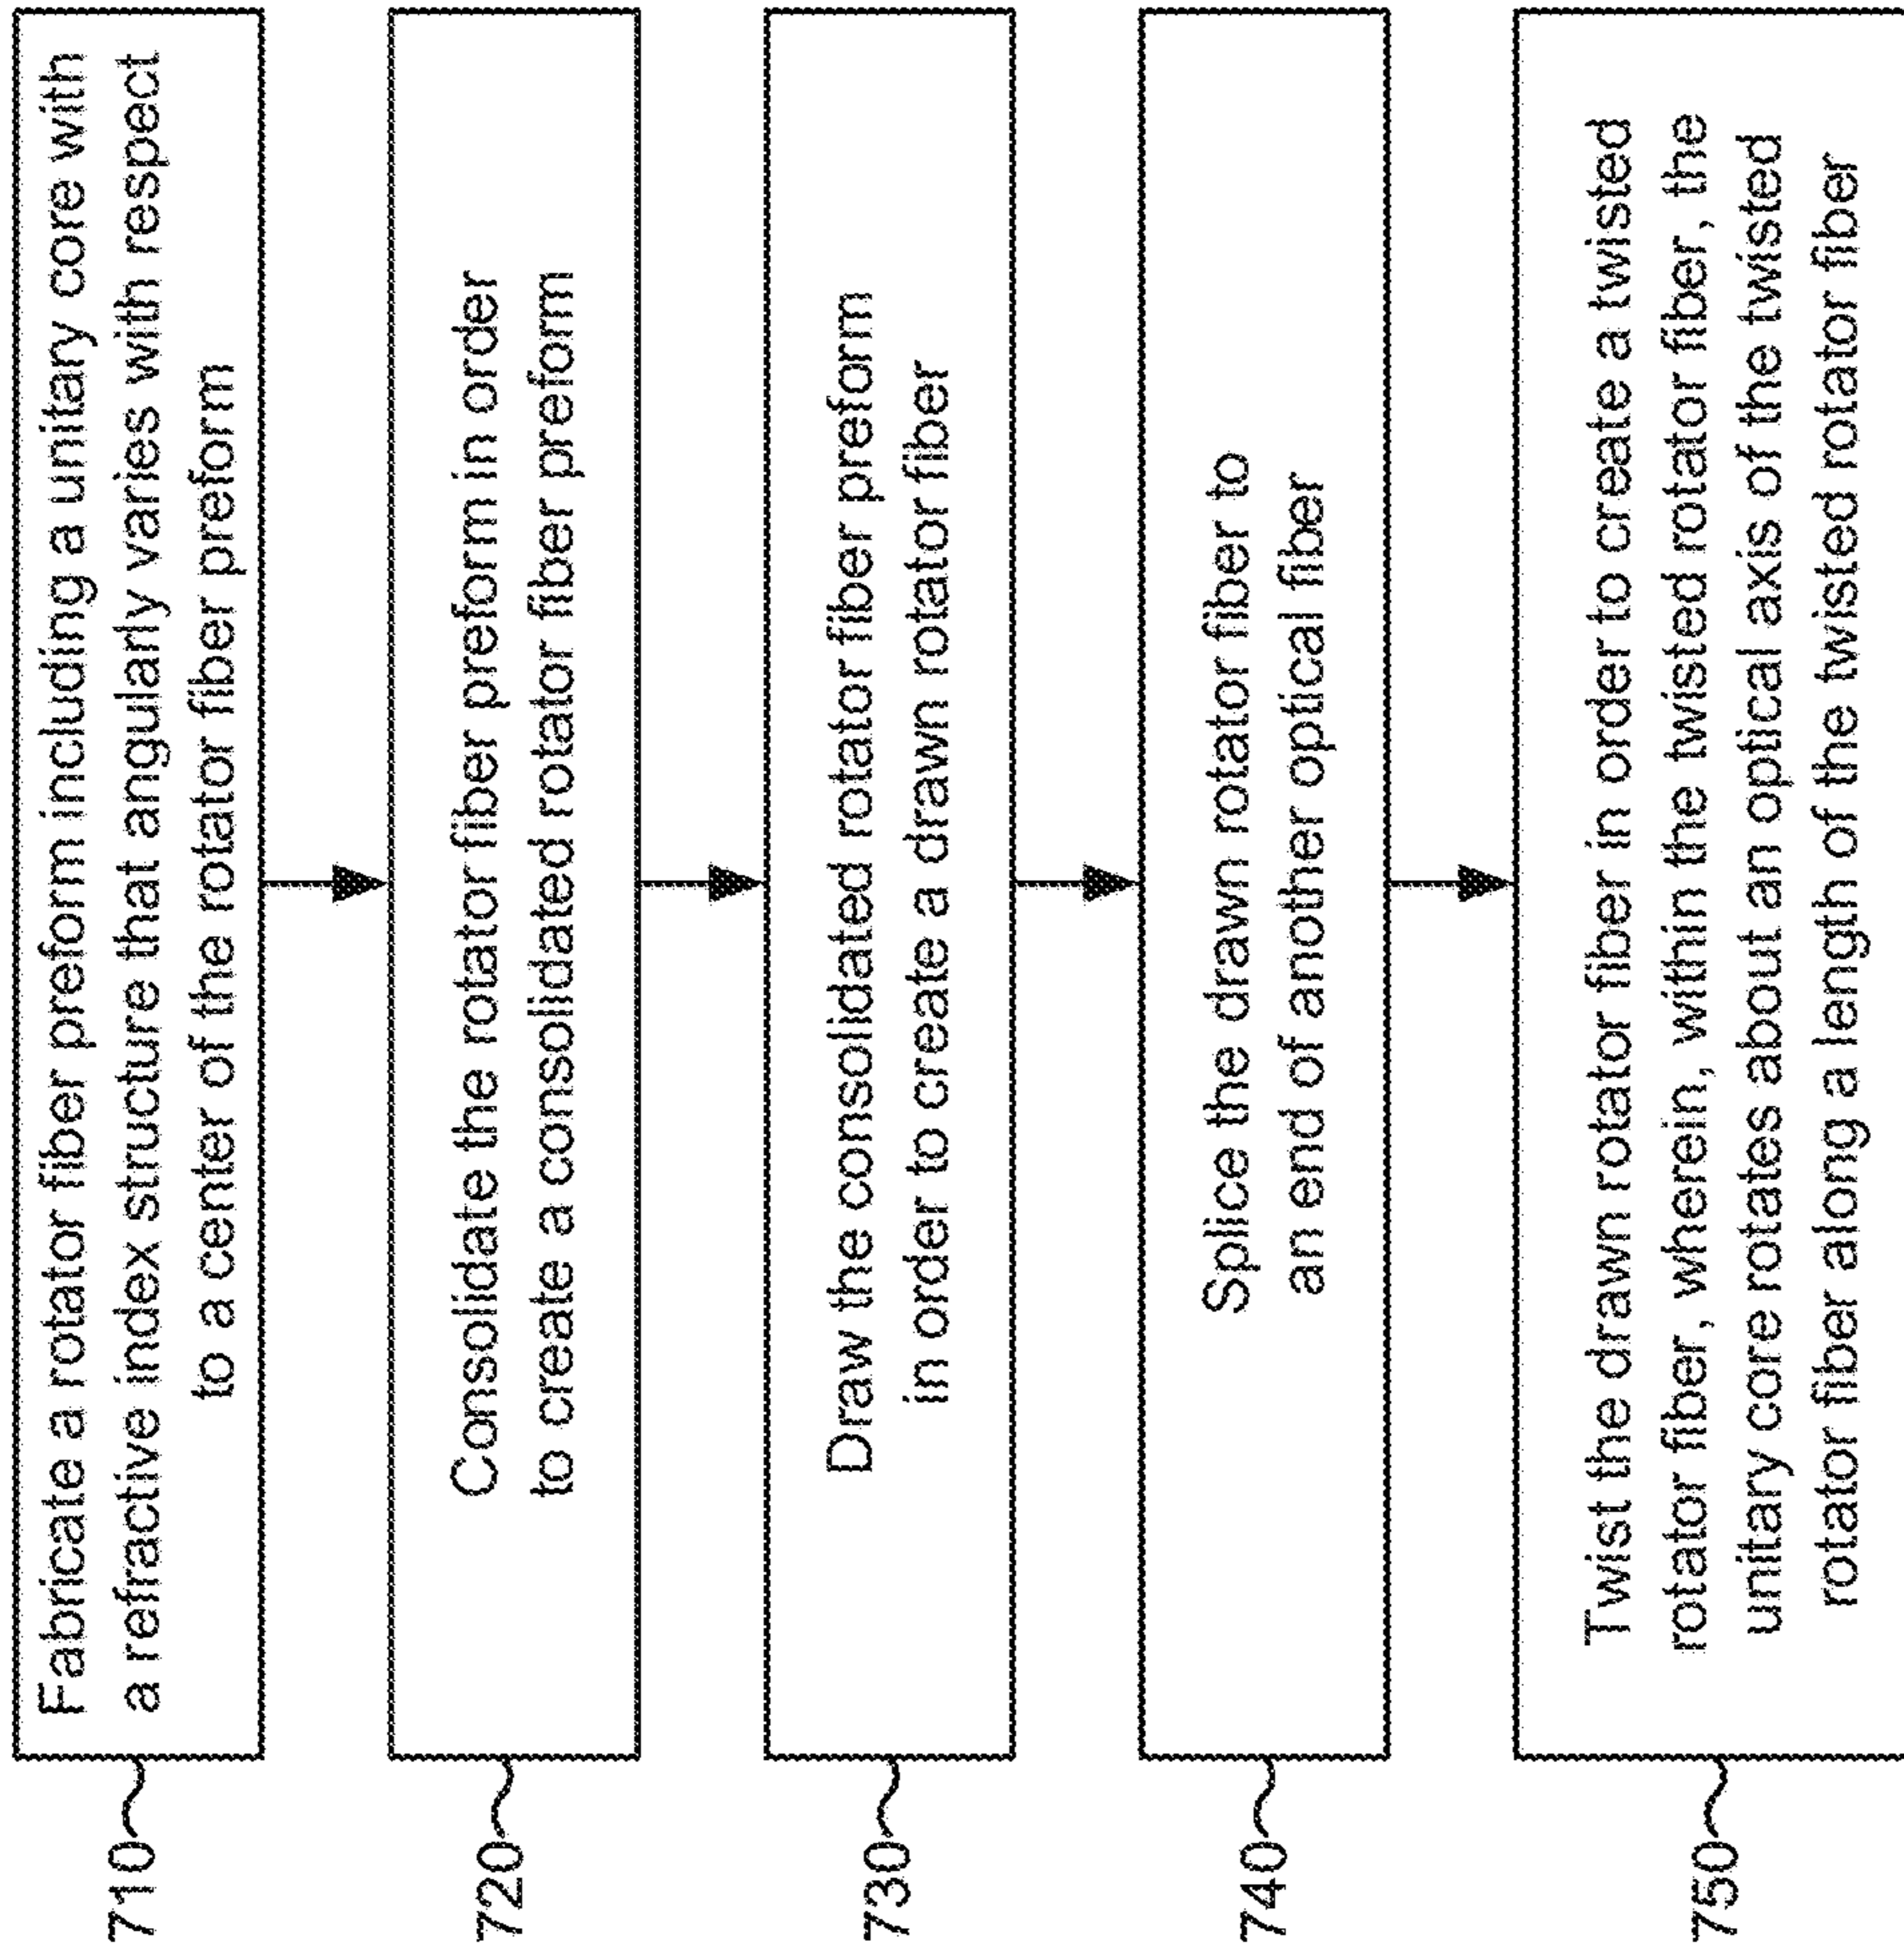 710
Fabricate a rotator fiber preform including a unitary core with
a refractive index structure that angularly varies with respect
to a center of the rotator fiber preform
720
Consolidate the rotator fiber preform in order
to create a consolidated rotator fiber preform
730
Draw the consolidated rotator fiber preform
in order to create a drawn rotator fiber
740
Splice the drawn rotator fiber to
an end of another optical fiber
750
Twist the drawn rotator fiber in order to create a twisted
rotator fiber, wherein, within the twisted rotator fiber, the
unitary core rotates about an optical axis of the twisted
rotator fiber along a length of the twisted rotator fiber